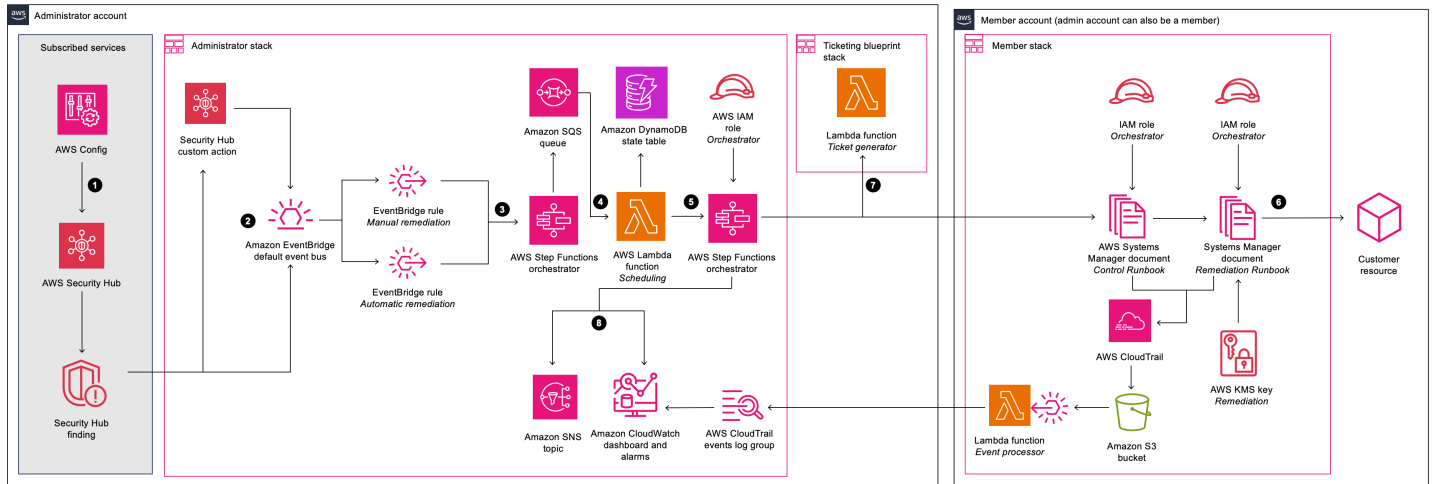 aws
Administrator account
Subscribed services
AWS Config
1
AWS Security Hub
Security Hub
finding
Administrator stack
Security Hub
custom action
2
Amazon EventBridge
default event bus
EventBridge rule
Manual remediation
EventBridge rule
Automatic remediation
3
Amazon SQS
queue
AWS Step Functions
orchestrator
4
Amazon DynamoDB
state table
AWS Lambda
function
Scheduling
5
AWS IAM
role
Orchestrator
AWS Step Functions
orchestrator
8
Amazon SNS
topic
Amazon CloudWatch
dashboard and
alarms
AWS CloudTrail
events log group
Ticketing blueprint
stack
Lambda function
Ticket generator
7
aws
Member account (admin account can also be a member)
Member stack
IAM role
Orchestrator
IAM role
Orchestrator
AWS Systems
Manager document
Control Runbook
Systems Manager
document
Remediation Runbook
6
Customer
resource
AWS CloudTrail
AWS KMS key
Remediation
Lambda function
Event processor
Amazon S3
bucket